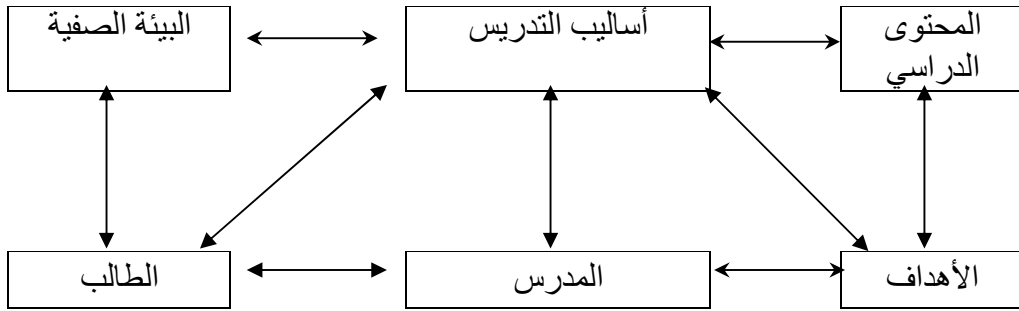 المحتوى
الدراسي
أساليب التدريس
البيئة الصفية
الأهداف
المدرس
الطالب